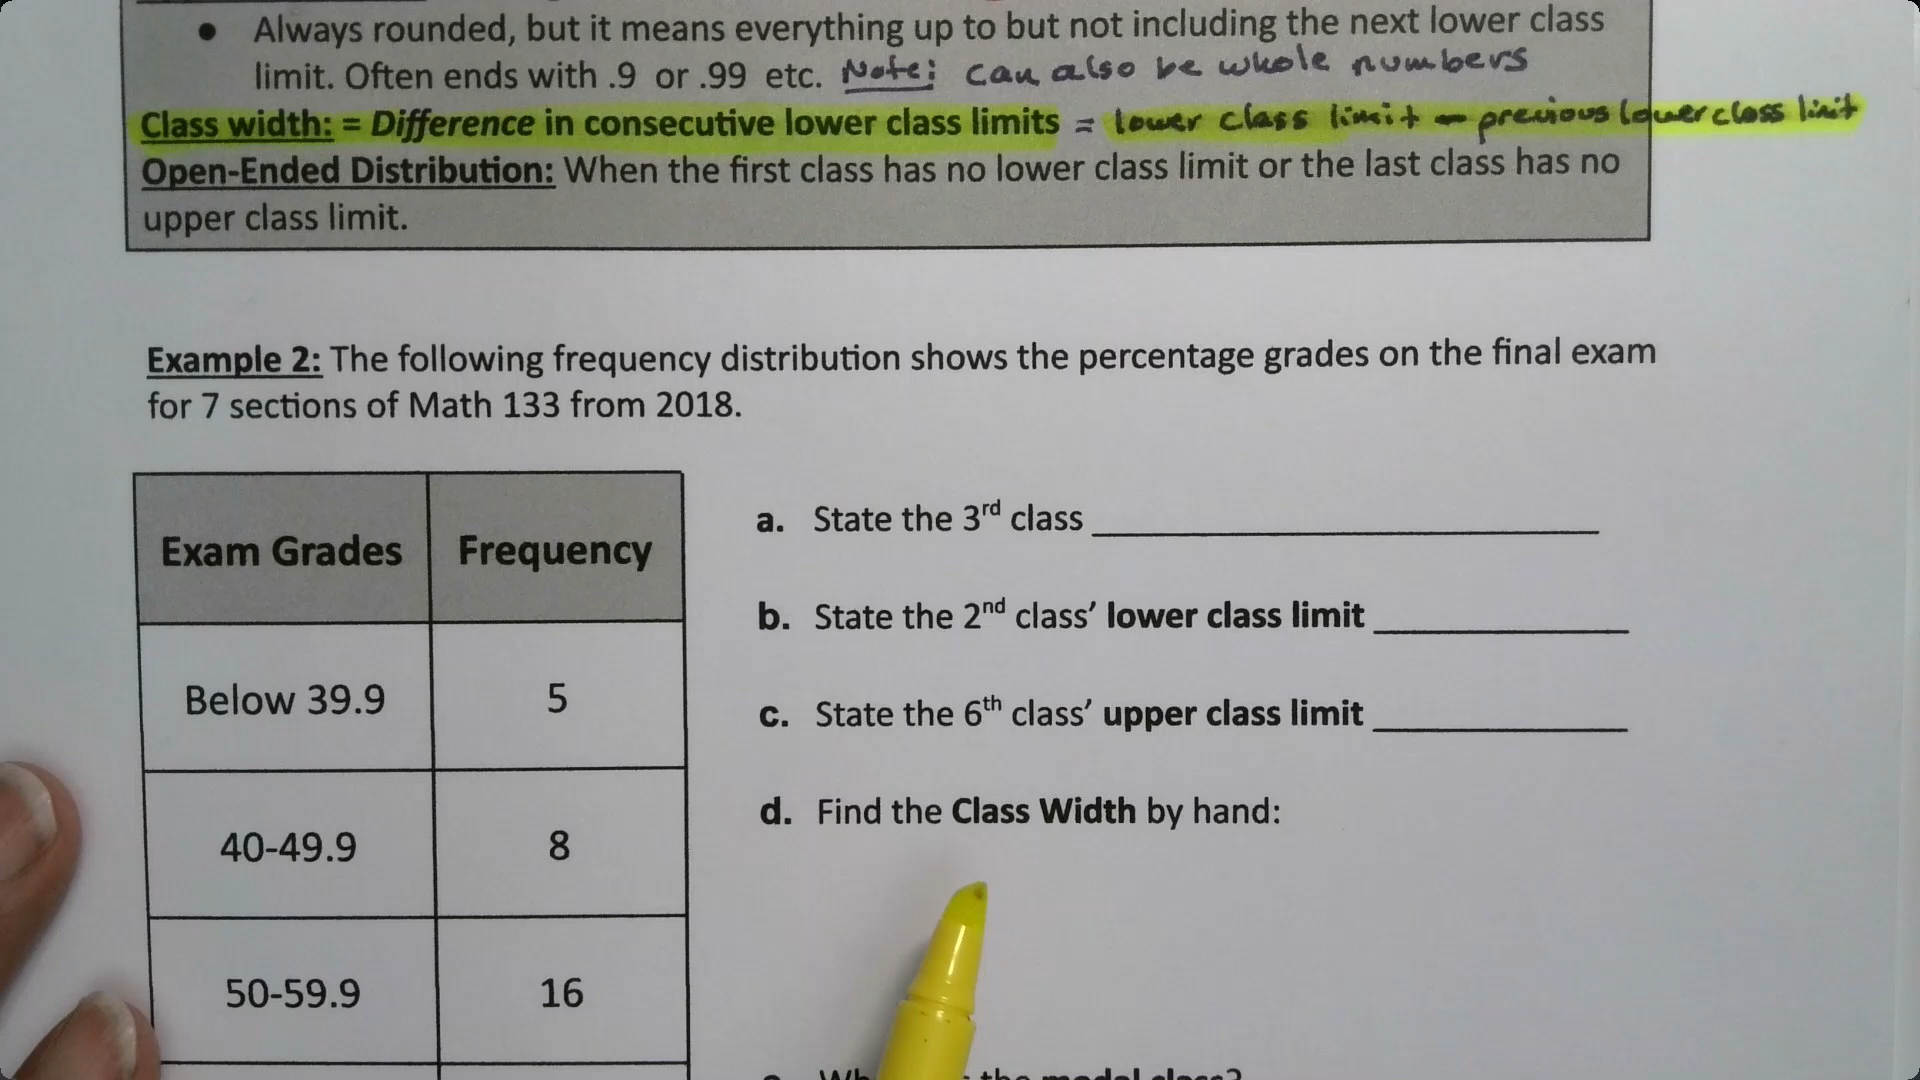 • Always rounded, but it means everything up to but not including the next lower class
limit. Often ends with .9 or .99 etc. Note: can also be whole numbers
Class width: = Difference in consecutive lower class limits = lower class limit - previous lower class limit
Open-Ended Distribution: When the first class has no lower class limit or the last class has no
upper class limit.
Example 2: The following frequency distribution shows the percentage grades on the final exam
for 7 sections of Math 133 from 2018.
Exam Grades Frequency
Below 39.9 5
40-49.9 8
50-59.9 16
a. State the 3rd class
b. State the 2nd class’ lower class limit
c. State the 6th class’ upper class limit
d. Find the Class Width by hand:
the modal class?